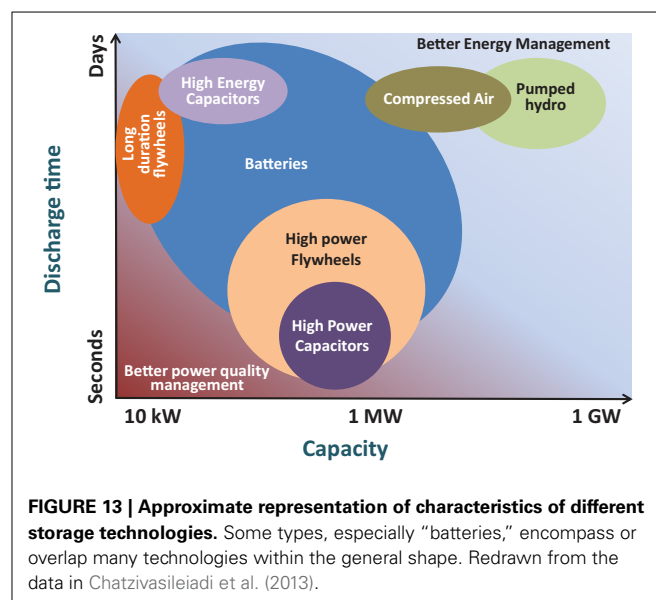 Better Energy Management
Days
High Energy
Capacitors
Compressed Air
Pumped
hydro
Long
duration
flywheels
Batteries
Discharge time
High power
Flywheels
High Power
Capacitors
Better power quality
management
Seconds
10 kW
1 MW
1 GW
Capacity
FIGURE 13 | Approximate representation of characteristics of different
storage technologies. Some types, especially “batteries,” encompass or
overlap many technologies within the general shape. Redrawn from the
data in Chatzivasileiadi et al. (2013).